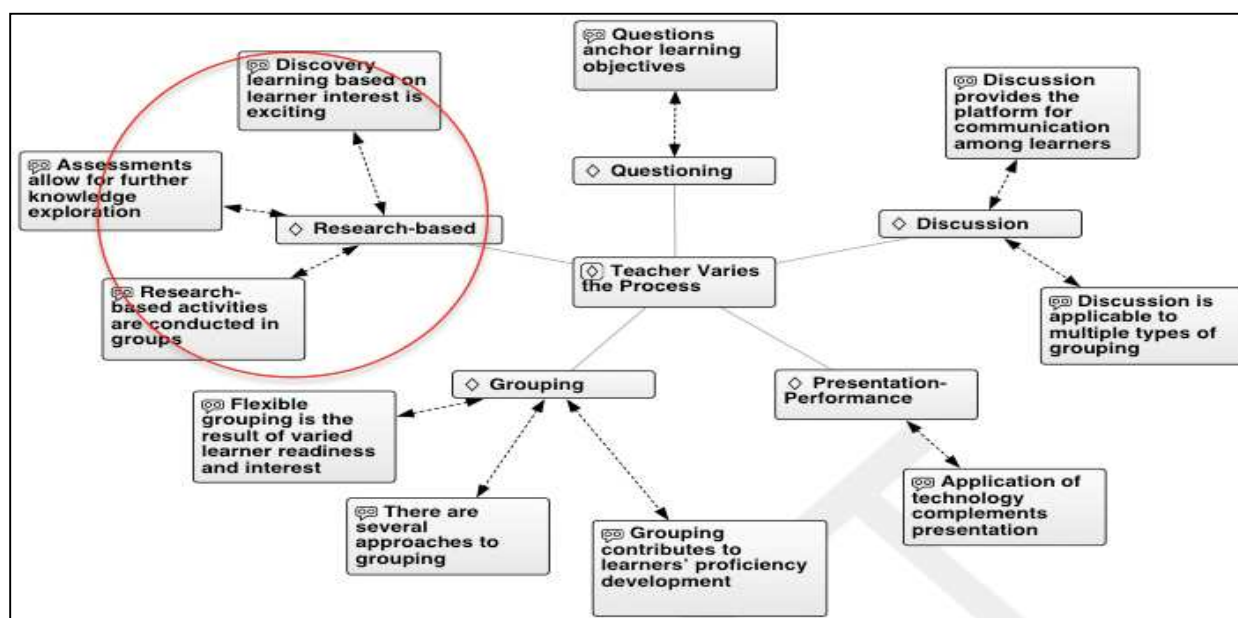 Questions
anchor learning
objectives
Discovery
learning based on
learner interest is
exciting
Discussion
provides the
platform for
communication
among learners
Assessments
allow for further
knowledge
exploration
Questioning
Research-based
Discussion
Teacher Varies
the Process
Research-
based activities
are conducted in
groups
Discussion is
applicable to
multiple types of
grouping
Grouping
Presentation-
Performance
Flexible
grouping is the
result of varied
learner readiness
and interest
Application of
technology
complements
presentation
There are
several
approaches to
grouping
Grouping
contributes to
learners' proficiency
development